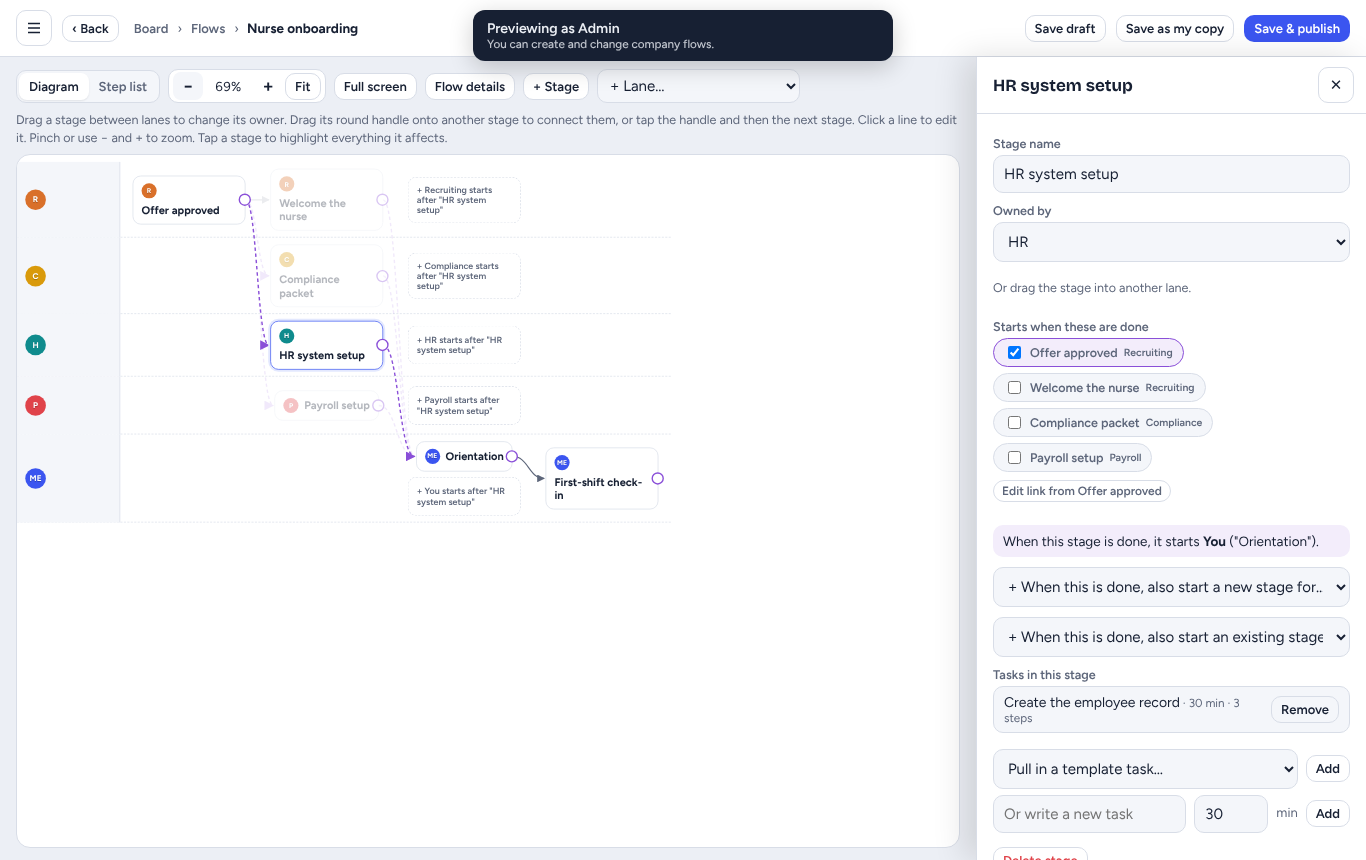 ‹ Back
Board › Flows › Nurse onboarding
Previewing as Admin
You can create and change company flows.
Save draft
Save as my copy
Save & publish
Diagram
Step list
− 69% +
Fit
Full screen
Flow details
+ Stage
+ Lane...
Drag a stage between lanes to change its owner. Drag its round handle onto another stage to connect them, or tap the handle and then the next stage. Click a line to edit
it. Pinch or use − and + to zoom. Tap a stage to highlight everything it affects.
R
R
Offer approved
R
Welcome the
nurse
+ Recruiting starts
after "HR system
setup"
C
C
Compliance
packet
+ Compliance starts
after "HR system
setup"
H
H
HR system setup
+ HR starts after "HR
system setup"
P
P
Payroll setup
+ Payroll starts after
"HR system setup"
ME
ME
Orientation
+ You starts after "HR
system setup"
ME
First-shift check-
in
HR system setup
✕
Stage name
HR system setup
Owned by
HR
Or drag the stage into another lane.
Starts when these are done
Offer approved Recruiting
Welcome the nurse Recruiting
Compliance packet Compliance
Payroll setup Payroll
Edit link from Offer approved
When this stage is done, it starts You ("Orientation").
+ When this is done, also start a new stage for..
+ When this is done, also start an existing stage
Tasks in this stage
Create the employee record · 30 min · 3
steps
Remove
Pull in a template task...
Add
Or write a new task
30
min
Add
Delete stage